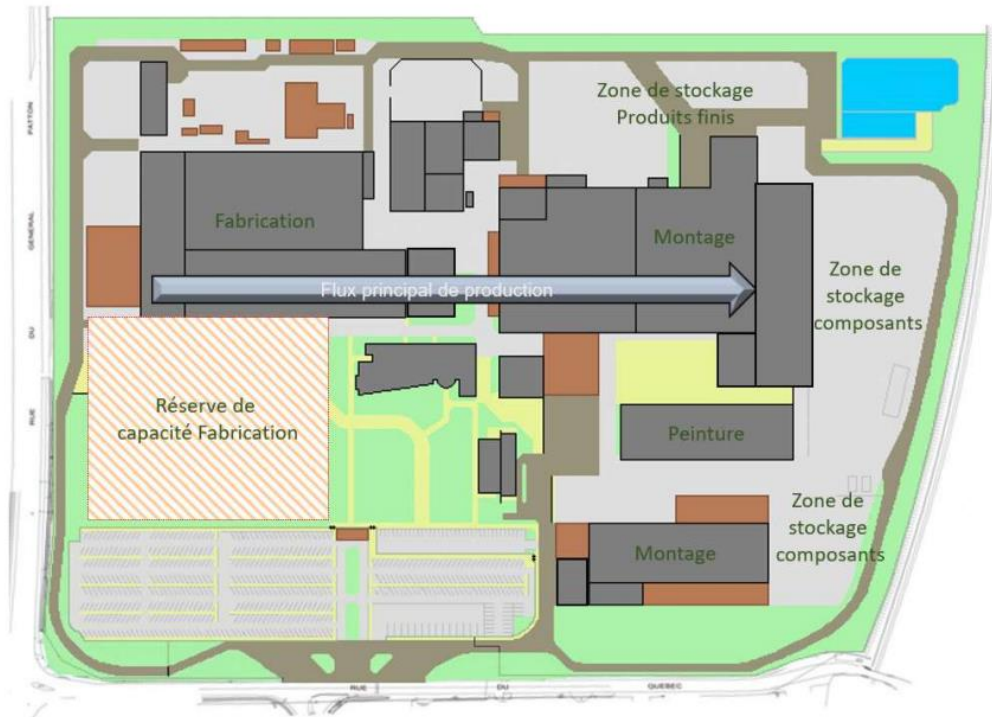 Zone de stockage
Produits finis
PATTON
GENERAL
DU
RUE
Fabrication
Montage
Flux principal de production
Zone de
stockage
composants
Réserve de
capacité Fabrication
Peinture
Zone de
stockage
composants
Montage
RUE DU QUEBEC